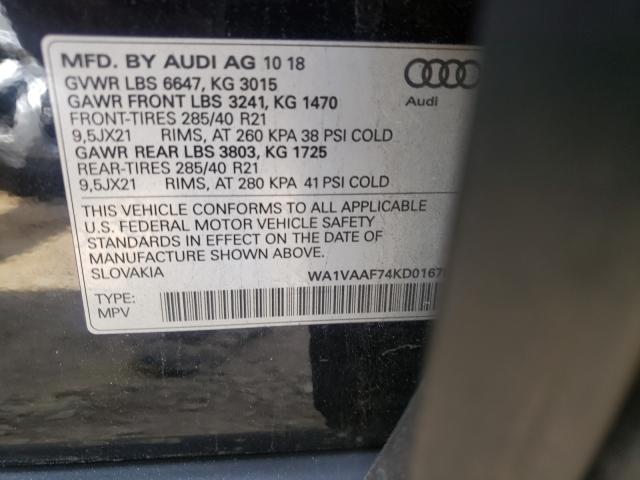 MFD. BY AUDI AG 10 18
GVWR LBS 6647, KG 3015
GAWR FRONT LBS 3241, KG 1470
FRONT-TIRES 285/40 R21
9,5JX21 RIMS, AT 260 KPA 38 PSI COLD
GAWR REAR LBS 3803, KG 1725
REAR-TIRES 285/40 R21
9,5JX21 RIMS, AT 280 KPA 41 PSI COLD
Audi
THIS VEHICLE CONFORMS TO ALL APPLICABLE
U.S. FEDERAL MOTOR VEHICLE SAFETY
STANDARDS IN EFFECT ON THE DATE OF
MANUFACTURE SHOWN ABOVE.
SLOVAKIA
WA1VAAF74KD0167
TYPE:
MPV